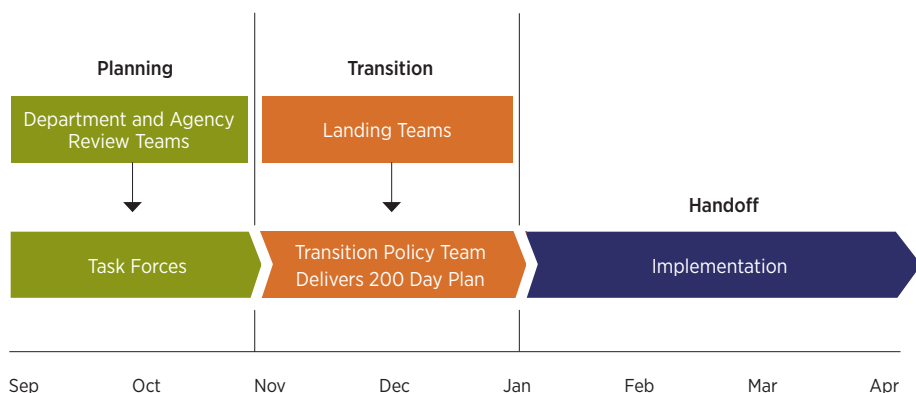 Planning
Transition
Department and Agency
Review Teams
Landing Teams
Handoff
Task Forces
Transition Policy Team
Delivers 200 Day Plan
Implementation
Sep Oct Nov Dec Jan Feb Mar Apr